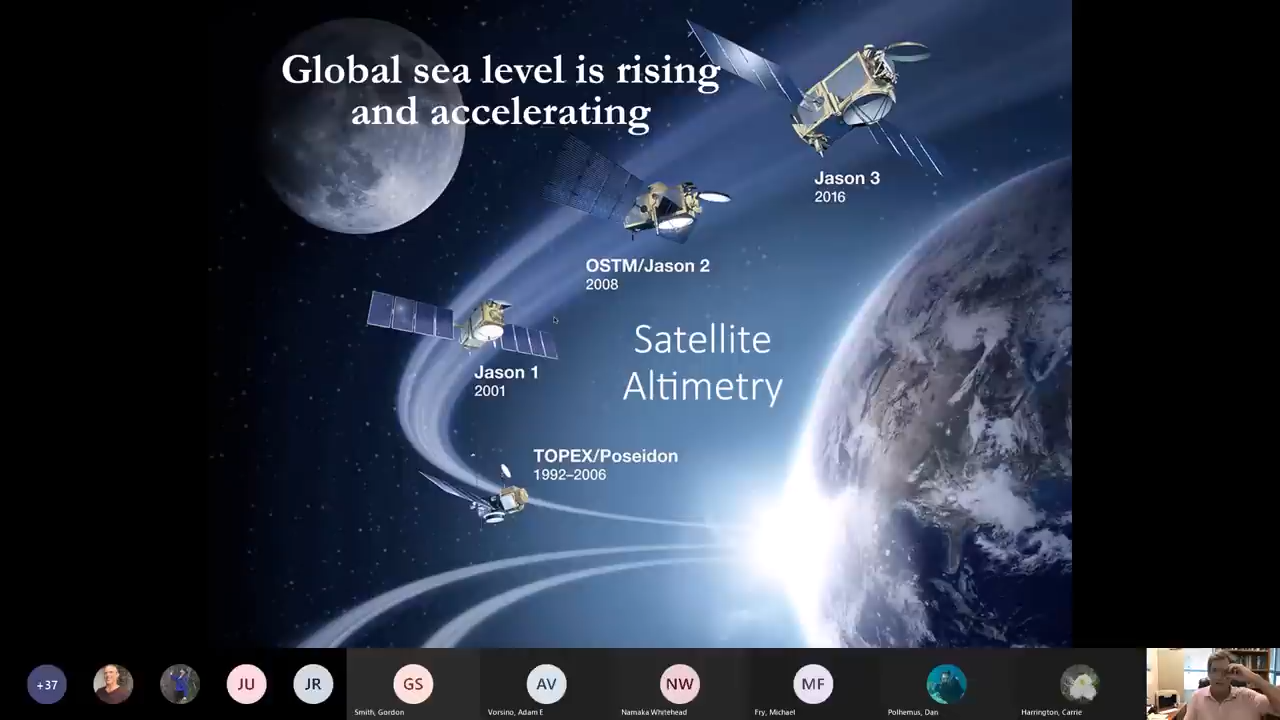 Global sea level is rising
and accelerating
Jason 3
2016
OSTM/Jason 2
2008
Satellite
Altimetry
Jason 1
2001
TOPEX/Poseidon
1992–2006
+37
JU
JR
GS
AV
NW
MF
Smith, Gordon
Vorsino, Adam E
Namaka Whitehead
Fry, Michael
Polhemus, Dan
Harrington, Carrie